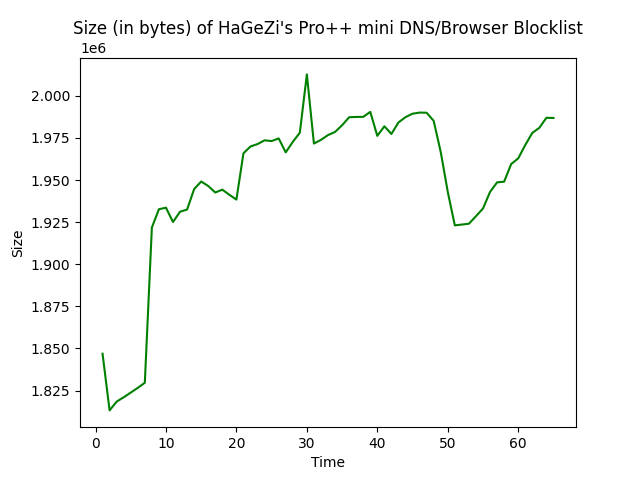 Size (in bytes) of HaGeZi's Pro++ mini DNS/Browser Blocklist
1e6
2.000
1.975
1.950
1.925
1.900
1.875
1.850
1.825
Size
0 10 20 30 40 50 60
Time